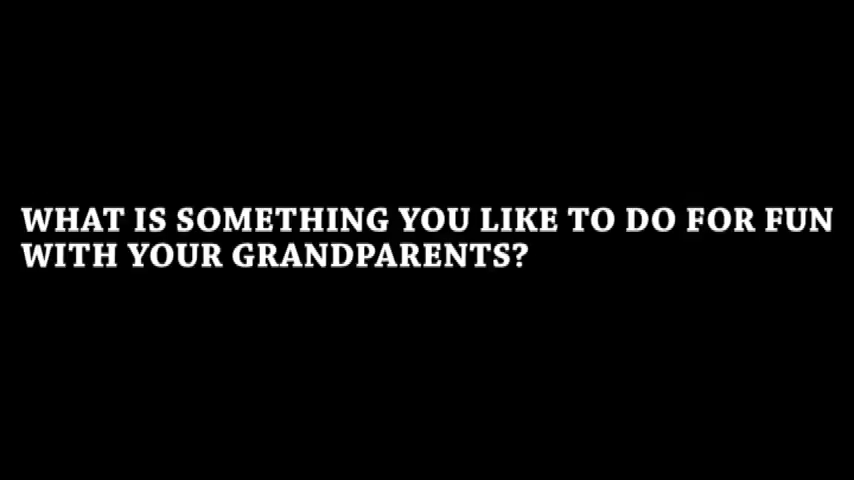 WHAT IS SOMETHING YOU LIKE TO DO FOR FUN
WITH YOUR GRANDPARENTS?